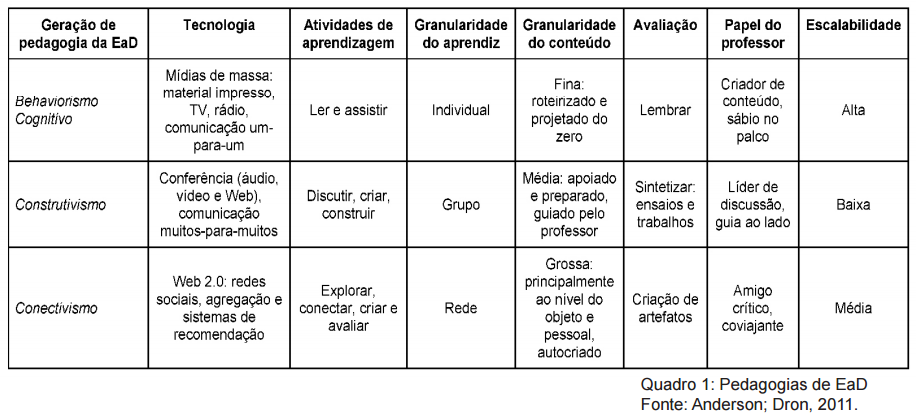 Geração de
pedagogia da EaD
Tecnologia
Atividades de
aprendizagem
Granularidade
do aprendiz
Granularidade
do conteúdo
Avaliação
Papel do
professor
Escalabilidade
Behaviorismo
Cognitivo
Mídias de massa:
material impresso,
TV, rádio,
comunicação um-
para-um
Ler e assistir
Individual
Fina:
roteirizado e
projetado do
zero
Lembrar
Criador de
conteúdo,
sábio no
palco
Alta
Construtivismo
Conferência (áudio,
vídeo e Web),
comunicação
muitos-para-muitos
Discutir, criar,
construir
Grupo
Média: apoiado
e preparado,
guiado pelo
professor
Sintetizar:
ensaios e
trabalhos
Líder de
discussão,
guia ao lado
Baixa
Conectivismo
Web 2.0: redes
sociais, agregação e
sistemas de
recomendação
Explorar,
conectar, criar e
avaliar
Rede
Grossa:
principalmente
ao nível do
objeto e
pessoal,
autocriado
Criação de
artefatos
Amigo
crítico,
coviajante
Média
Quadro 1: Pedagogias de EaD
Fonte: Anderson; Dron, 2011.